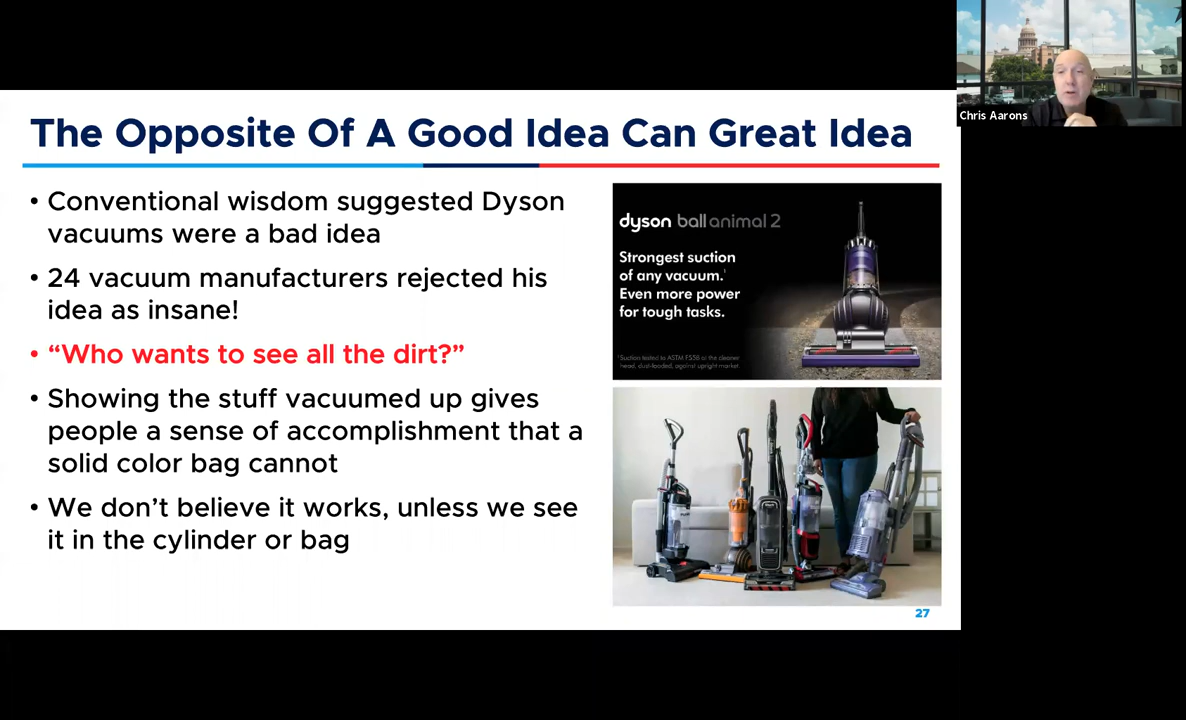 Chris Aarons
The Opposite Of A Good Idea Can Great Idea
• Conventional wisdom suggested Dyson
vacuums were a bad idea
• 24 vacuum manufacturers rejected his
idea as insane!
• “Who wants to see all the dirt?”
• Showing the stuff vacuumed up gives
people a sense of accomplishment that a
solid color bag cannot
• We don’t believe it works, unless we see
it in the cylinder or bag
dyson ball animal 2
Strongest suction
of any vacuum.¹
Even more power
for tough tasks.
¹Suction tested to ASTM F558 at the cleaner
head, dust-loaded, against upright market.
27